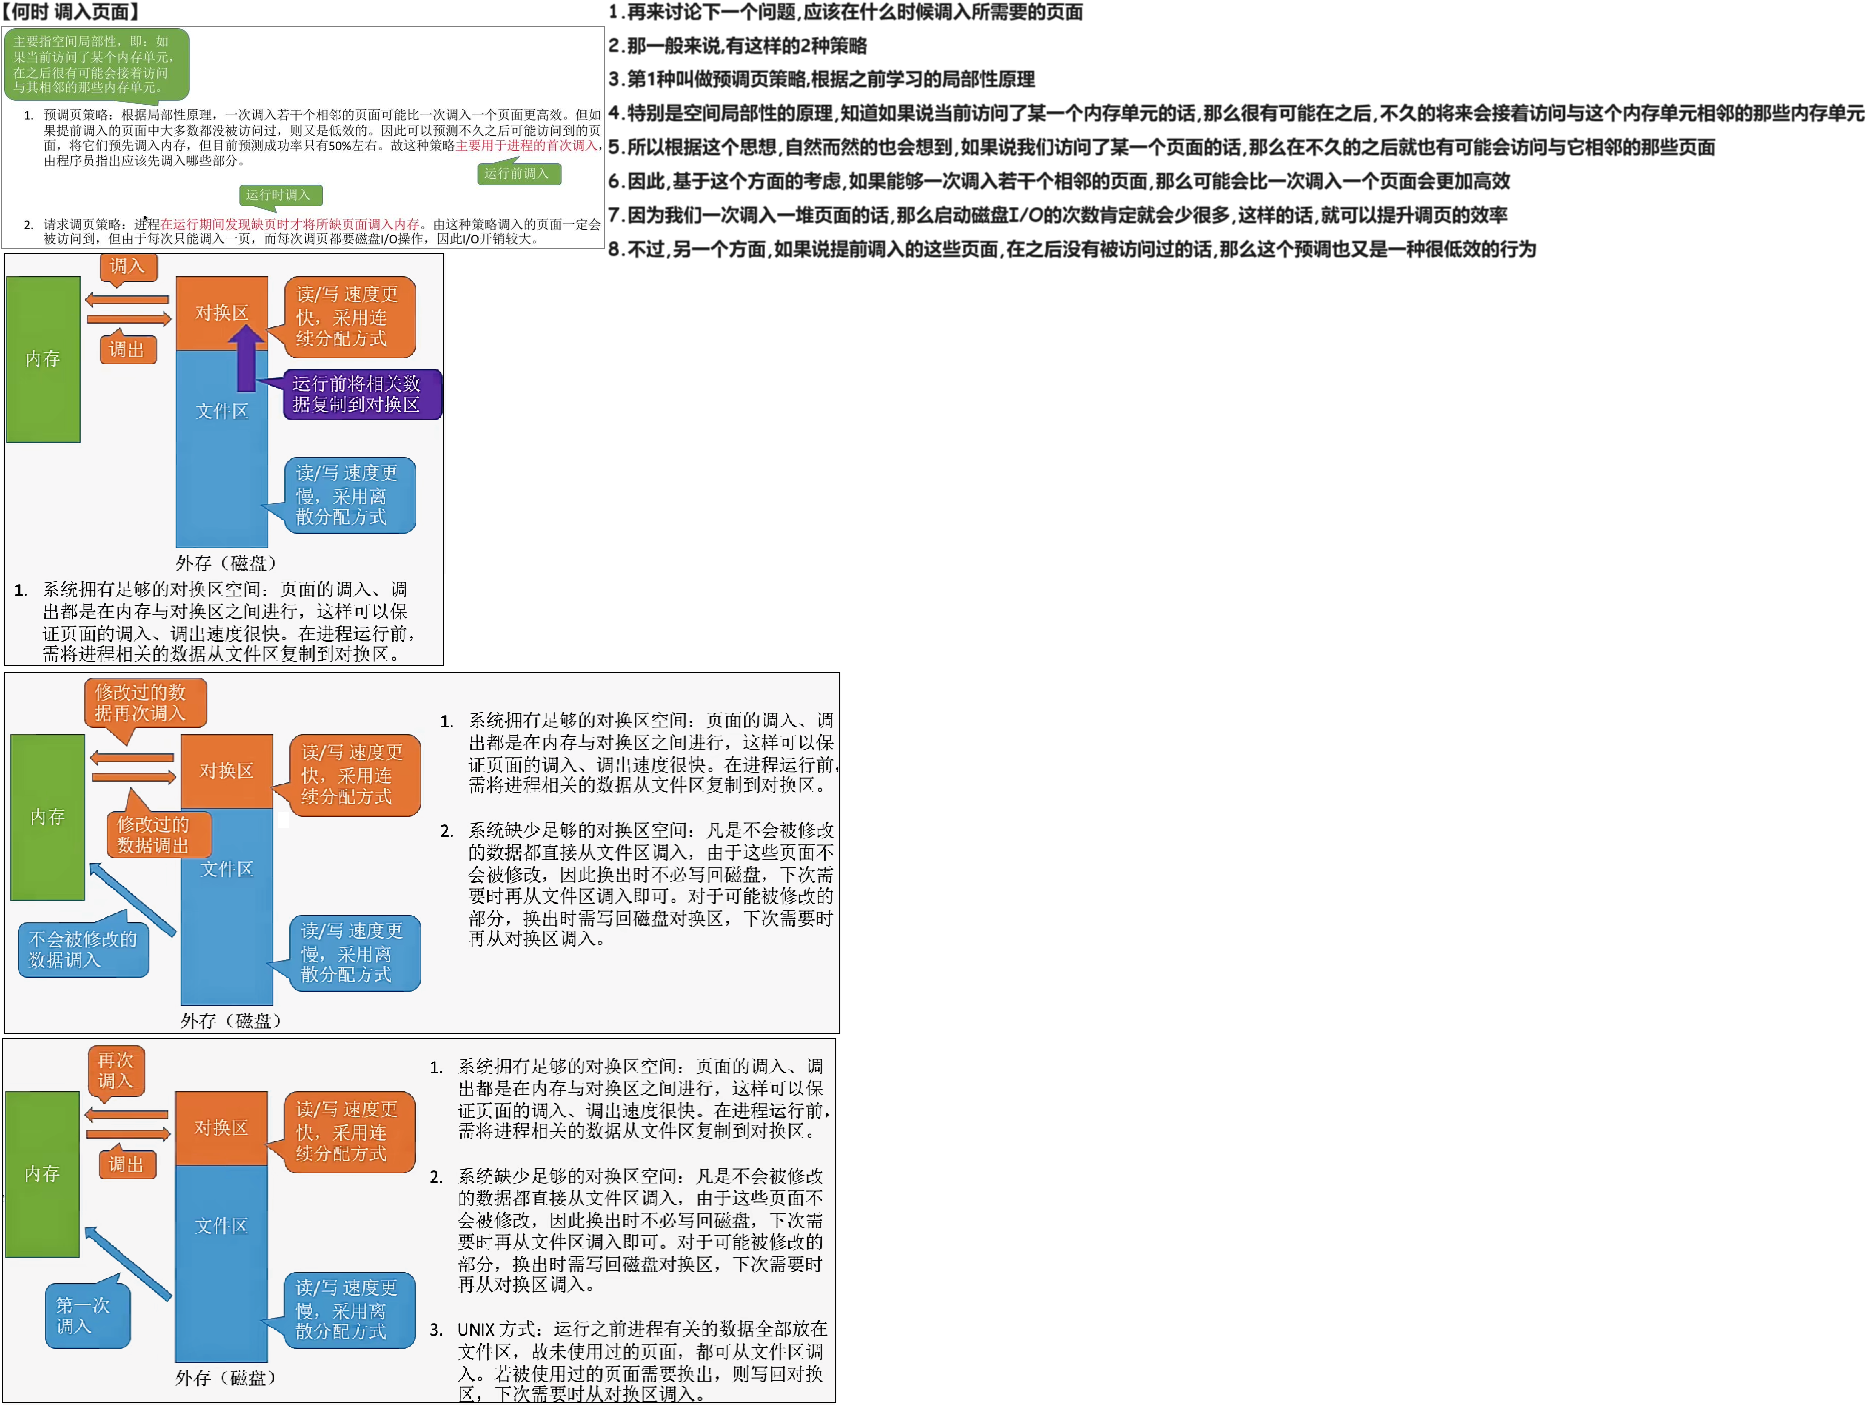 【何时 调入页面】
主要指空间局部性，即：如
果当前访问了某个内存单元，
在之后很有可能会接着访问
与其相邻的那些内存单元。
1. 预调页策略：根据局部性原理，一次调入若干个相邻的页面可能比一次调入一个页面更高效。但如
果提前调入的页面中大多数都没被访问过，则又是低效的。因此可以预测不久之后可能访问到的页
面，将它们预先调入内存，但目前预测成功率只有50%左右。故这种策略主要用于进程的首次调入，
由程序员指出应该先调入哪些部分。
运行前调入
运行时调入
2. 请求调页策略：进程在运行期间发现缺页时才将所缺页面调入内存。由这种策略调入的页面一定会
被访问到，但由于每次只能调入一页，而每次调页都要磁盘I/O操作，因此I/O开销较大。
1.再来讨论下一个问题,应该在什么时候调入所需要的页面
2.那一般来说,有这样的2种策略
3.第1种叫做预调页策略,根据之前学习的局部性原理
4.特别是空间局部性的原理,知道如果说当前访问了某一个内存单元的话,那么很有可能在之后,不久的将来会接着访问与这个内存单元相邻的那些内存单元
5.所以根据这个思想,自然而然的也会想到,如果说我们访问了某一个页面的话,那么在不久的之后就也有可能会访问与它相邻的那些页面
6.因此,基于这个方面的考虑,如果能够一次调入若干个相邻的页面,那么可能会比一次调入一个页面会更加高效
7.因为我们一次调入一堆页面的话,那么启动磁盘I/O的次数肯定就会少很多,这样的话,就可以提升调页的效率
8.不过,另一个方面,如果说提前调入的这些页面,在之后没有被访问过的话,那么这个预调也又是一种很低效的行为
调入
调出
内存
对换区
文件区
读/写 速度更
快，采用连
续分配方式
运行前将相关数
据复制到对换区
读/写 速度更
慢，采用离
散分配方式
外存（磁盘）
1. 系统拥有足够的对换区空间：页面的调入、调
出都是在内存与对换区之间进行，这样可以保
证页面的调入、调出速度很快。在进程运行前，
需将进程相关的数据从文件区复制到对换区。
修改过的数
据再次调入
内存
对换区
修改过的
数据调出
文件区
不会被修改的
数据调入
读/写 速度更
快，采用连
续分配方式
读/写 速度更
慢，采用离
散分配方式
外存（磁盘）
1. 系统拥有足够的对换区空间：页面的调入、调
出都是在内存与对换区之间进行，这样可以保
证页面的调入、调出速度很快。在进程运行前，
需将进程相关的数据从文件区复制到对换区。
2. 系统缺少足够的对换区空间：凡是不会被修改
的数据都直接从文件区调入，由于这些页面不
会被修改，因此换出时不必写回磁盘，下次需
要时再从文件区调入即可。对于可能被修改的
部分，换出时需写回磁盘对换区，下次需要时
再从对换区调入。
再次
调入
调出
内存
对换区
文件区
第一次
调入
读/写 速度更
快，采用连
续分配方式
读/写 速度更
慢，采用离
散分配方式
外存（磁盘）
1. 系统拥有足够的对换区空间：页面的调入、调
出都是在内存与对换区之间进行，这样可以保
证页面的调入、调出速度很快。在进程运行前，
需将进程相关的数据从文件区复制到对换区。
2. 系统缺少足够的对换区空间：凡是不会被修改
的数据都直接从文件区调入，由于这些页面不
会被修改，因此换出时不必写回磁盘，下次需
要时再从文件区调入即可。对于可能被修改的
部分，换出时需写回磁盘对换区，下次需要时
再从对换区调入。
3. UNIX 方式：运行之前进程有关的数据全部放在
文件区，故未使用过的页面，都可从文件区调
入。若被使用过的页面需要换出，则写回对换
区，下次需要时从对换区调入。